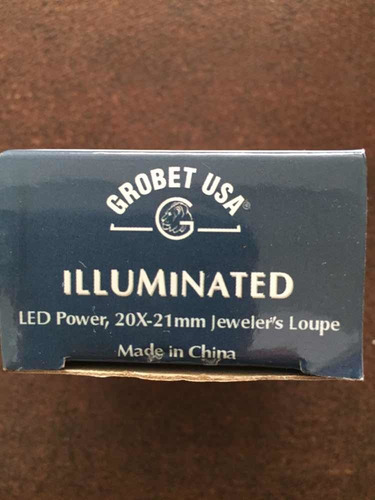 GROBET USA®
G
ILLUMINATED
LED Power, 20X-21mm Jeweler's Loupe
Made in China